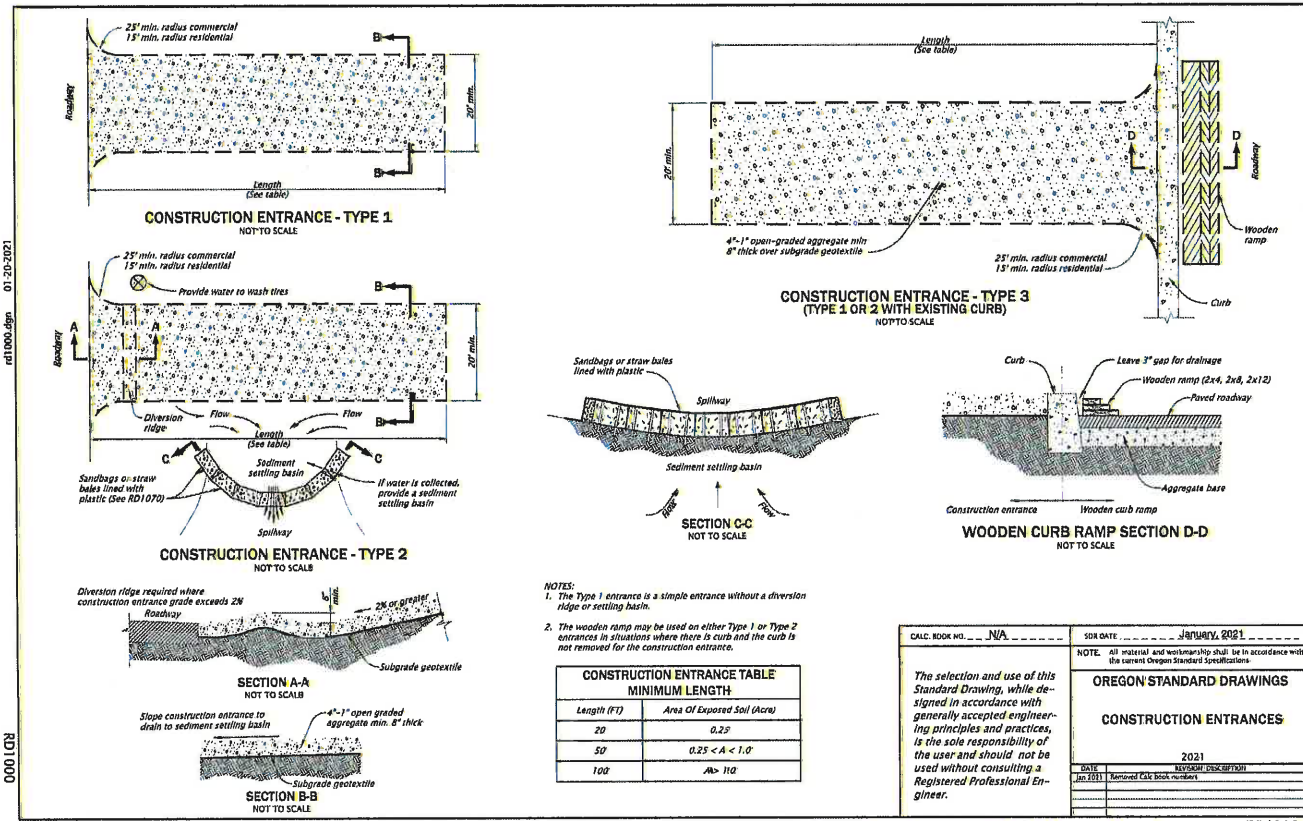 25' min. radius commercial
15' min. radius residential
B
Roadway
20' min.
B
Length
(See table)
CONSTRUCTION ENTRANCE - TYPE 1
NOT TO SCALE
25' min. radius commercial
15' min. radius residential
Provide water to wash tires
B
A
A
Roadway
20' min.
Diversion
ridge
Flow
Flow
B
Length
(See table)
C
C
Sediment
settling basin
Sandbags or straw
bales lined with
plastic (See RD1070)
If water is collected,
provide a sediment
settling basin
Spillway
CONSTRUCTION ENTRANCE - TYPE 2
NOT TO SCALE
Diversion ridge required where
construction entrance grade exceeds 2%
Roadway
6"
min.
2% or greater
Subgrade geotextile
SECTION A-A
NOT TO SCALE
Slope construction entrance to
drain to sediment settling basin
4"-1" open graded
aggregate min. 8" thick
Subgrade geotextile
SECTION B-B
NOT TO SCALE
Length
(See table)
20' min.
D
D
Roadway
4"-1" open-graded aggregate min
8" thick over subgrade geotextile
25' min. radius commercial
15' min. radius residential
Wooden
ramp
Curb
CONSTRUCTION ENTRANCE - TYPE 3
(TYPE 1 OR 2 WITH EXISTING CURB)
NOT TO SCALE
Sandbags or straw bales
lined with plastic
Spillway
Sediment settling basin
Flow
Flow
SECTION C-C
NOT TO SCALE
Curb
Leave 3" gap for drainage
Wooden ramp (2x4, 2x8, 2x12)
Paved roadway
Aggregate base
Construction entrance
Wooden curb ramp
WOODEN CURB RAMP SECTION D-D
NOT TO SCALE
NOTES:
1. The Type 1 entrance is a simple entrance without a diversion
ridge or settling basin.
2. The wooden ramp may be used on either Type 1 or Type 2
entrances in situations where there is curb and the curb is
not removed for the construction entrance.
CONSTRUCTION ENTRANCE TABLE
MINIMUM LENGTH
Length (FT) Area Of Exposed Soil (Acre)
20 0.25
50 0.25 < A < 1.0
100
CALC. BOOK NO. N/A
SDR DATE January, 2021
NOTE: All material and workmanship shall be in accordance with
the current Oregon Standard Specifications
The selection and use of this
Standard Drawing, while de-
signed in accordance with
generally accepted engineer-
ing principles and practices,
is the sole responsibility of
the user and should not be
used without consulting a
Registered Professional En-
gineer.
OREGON STANDARD DRAWINGS
CONSTRUCTION ENTRANCES
2021
DATE REVISION DESCRIPTION
Jan 2021 Removed Calc book numbers
rd1000.dgn 01-20-2021
RD1000